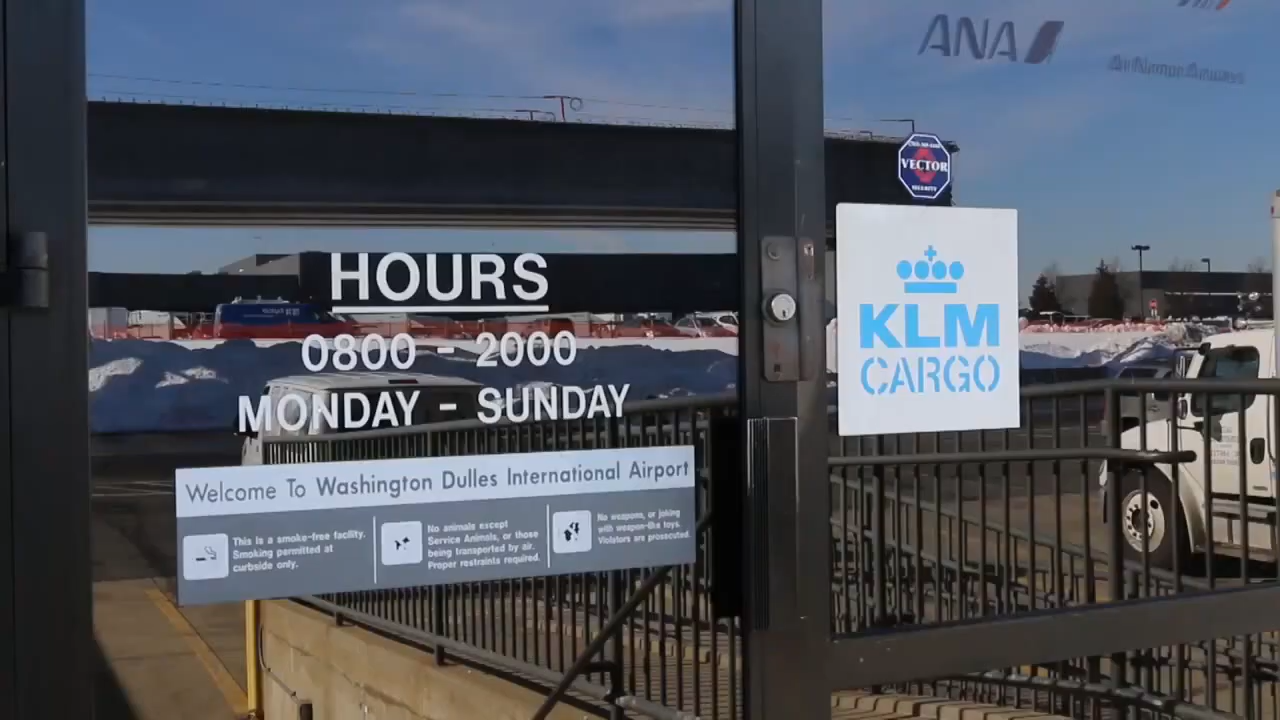 ANA
VECTOR
SECURITY
HOURS
0800 - 2000
MONDAY - SUNDAY
KLM
CARGO
Welcome To Washington Dulles International Airport
This is a smoke-free facility.
Smoking permitted at
curbside only.
No animals except
Service Animals, or those
being transported by air.
Proper restraints required.
No weapons, or joking
with weapon-like toys.
Violators are prosecuted.